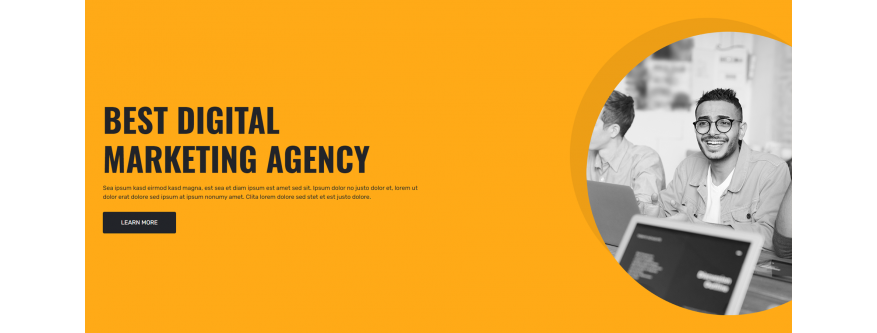 BEST DIGITAL
MARKETING AGENCY
Sea ipsum kasd eirmod kasd magna, est sea et diam ipsum est amet sed sit. Ipsum dolor no justo dolor et, lorem ut
dolor erat dolore sed ipsum at ipsum nonumy amet. Clita lorem dolore sed stet et est justo dolore.
LEARN MORE